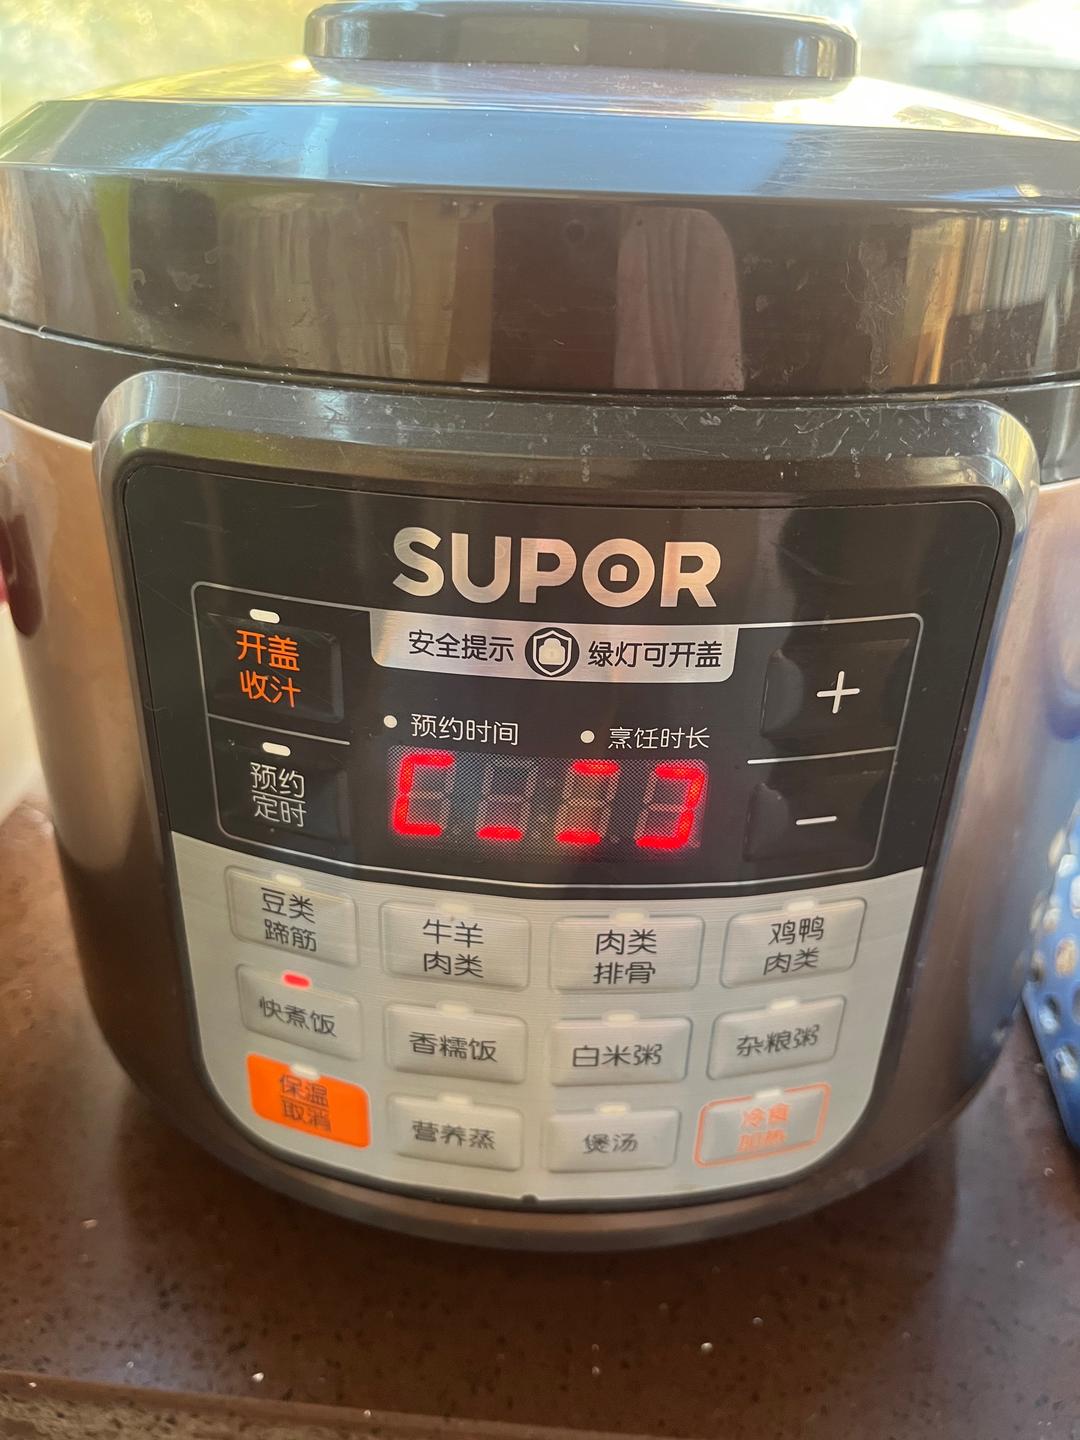 SUPOR
安全提示 绿灯可开盖
开盖
收汁
+
预约时间 烹饪时长
预约
定时
−
豆类
蹄筋
牛羊
肉类
肉类
排骨
鸡鸭
肉类
快煮饭
香糯饭
白米粥
杂粮粥
保温
取消
营养蒸
煲汤
冷食
加热